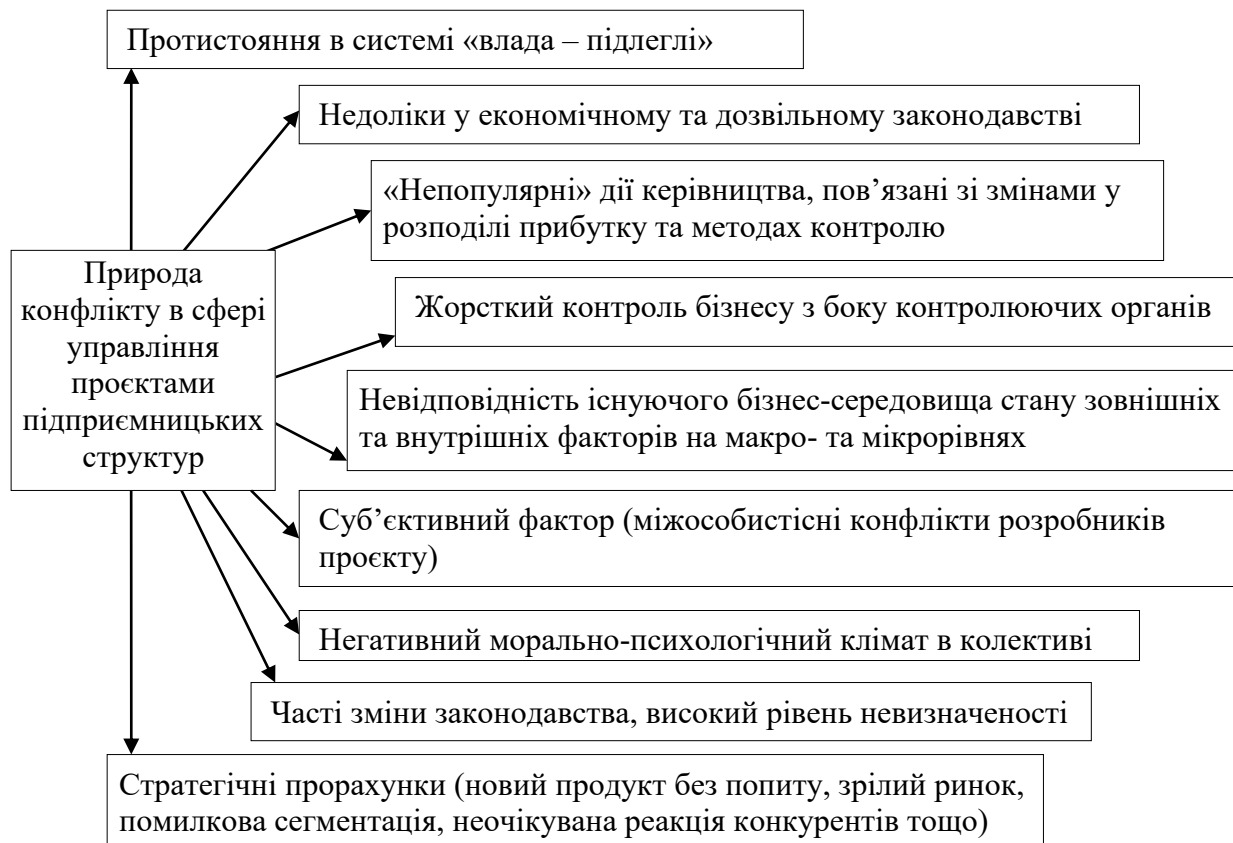 Протистояння в системі «влада – підлеглі»
Недоліки у економічному та дозвільному законодавстві
«Непопулярні» дії керівництва, пов’язані зі змінами у
розподілі прибутку та методах контролю
Природа
конфлікту в сфері
управління
проєктами
підприємницьких
структур
Жорсткий контроль бізнесу з боку контролюючих органів
Невідповідність існуючого бізнес-середовища стану зовнішніх
та внутрішніх факторів на макро- та мікрорівнях
Суб’єктивний фактор (міжособистісні конфлікти розробників
проєкту)
Негативний морально-психологічний клімат в колективі
Часті зміни законодавства, високий рівень невизначеності
Стратегічні прорахунки (новий продукт без попиту, зрілий ринок,
помилкова сегментація, неочікувана реакція конкурентів тощо)